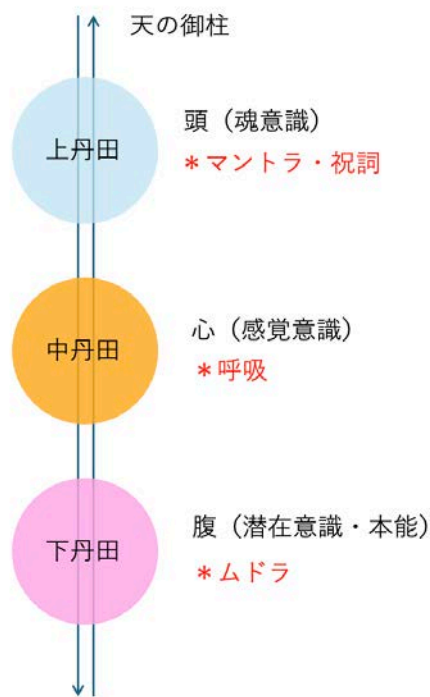 天の御柱
上丹田
頭（魂意識）
＊マントラ・祝詞
中丹田
心（感覚意識）
＊呼吸
下丹田
腹（潜在意識・本能）
＊ムドラ